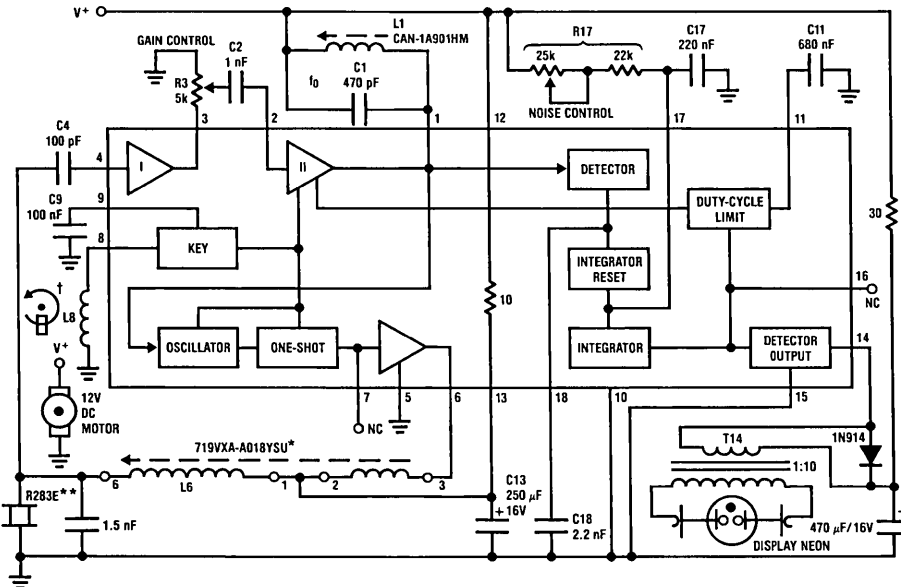 V+
L1
CAN-1A901HM
GAIN CONTROL
C2
1 nF
R3
5k
fo
C1
470 pF
R17
25k
22k
NOISE CONTROL
C17
220 nF
C11
680 nF
3
2
1
12
17
11
C4
100 pF
4
I
II
DETECTOR
C9
100 nF
9
8
KEY
DUTY-CYCLE
LIMIT
30
INTEGRATOR
RESET
16
NC
†
L8
10
OSCILLATOR
ONE-SHOT
INTEGRATOR
DETECTOR
OUTPUT
14
V+
12V
DC
MOTOR
7
5
6
13
18
10
15
NC
719VXA-A018YSU*
6
L6
1
2
3
T14
1N914
1:10
R283E**
1.5 nF
C13
250 µF
+ 16V
C18
2.2 nF
DISPLAY NEON
+
470 µF/16V